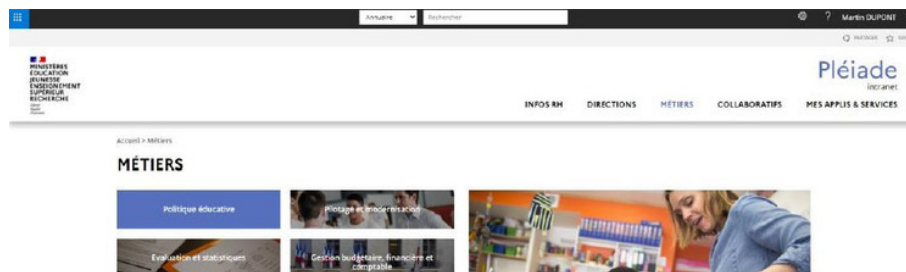 Annuaire
Rechercher
? Martin DUPONT
MINISTÈRES
ÉDUCATION
JEUNESSE
ENSEIGNEMENT
SUPÉRIEUR
RECHERCHE
Pléiade
intranet
INFOS RH DIRECTIONS MÉTIERS COLLABORATIFS MES APPLIS & SERVICES
Accueil > Métiers
MÉTIERS
Politique éducative
Pilotage et modernisation
Evaluation et statistiques
Gestion budgétaire, financière et
comptable